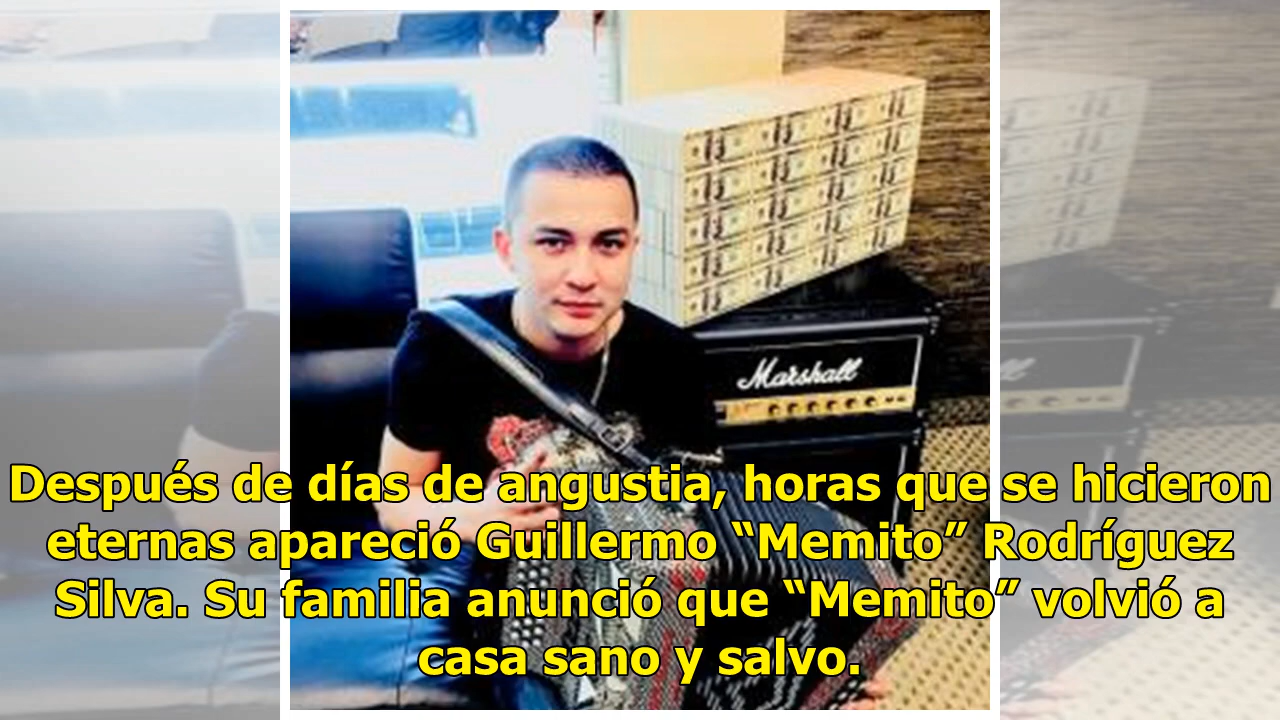 Marshall
Después de días de angustia, horas que se hicieron
eternas apareció Guillermo “Memito” Rodríguez
Silva. Su familia anunció que “Memito” volvió a
casa sano y salvo.